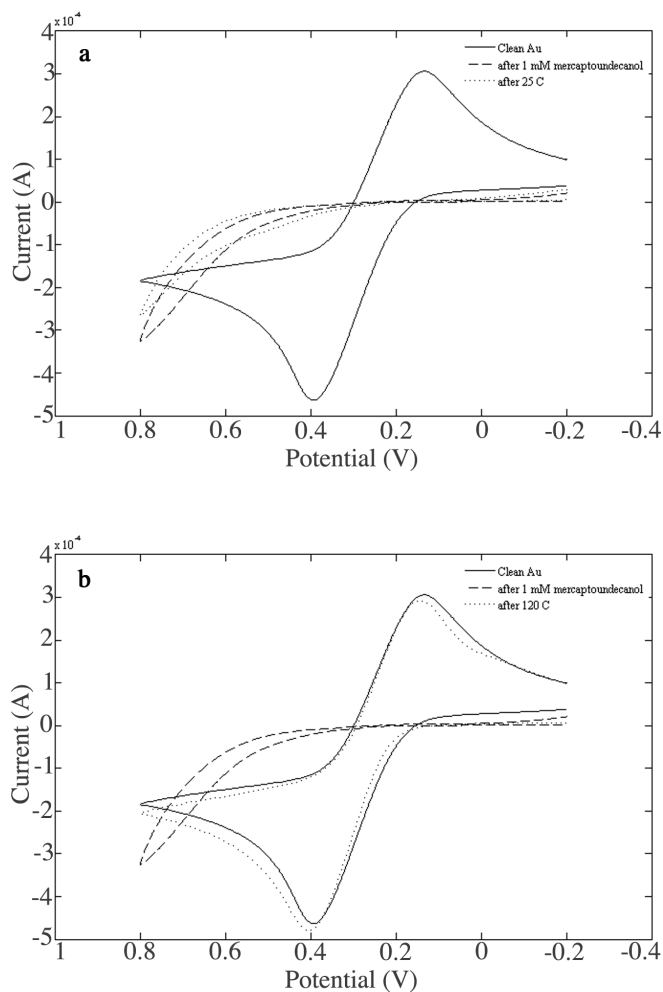 x 10⁻⁴
a
Clean Au
after 1 mM mercaptoundecanol
after 25 C
4
3
2
1
0
-1
-2
-3
-4
-5
Current (A)
1 0.8 0.6 0.4 0.2 0 -0.2 -0.4
Potential (V)
x 10⁻⁴
b
Clean Au
after 1 mM mercaptoundecanol
after 120 C
4
3
2
1
0
-1
-2
-3
-4
-5
Current (A)
1 0.8 0.6 0.4 0.2 0 -0.2 -0.4
Potential (V)